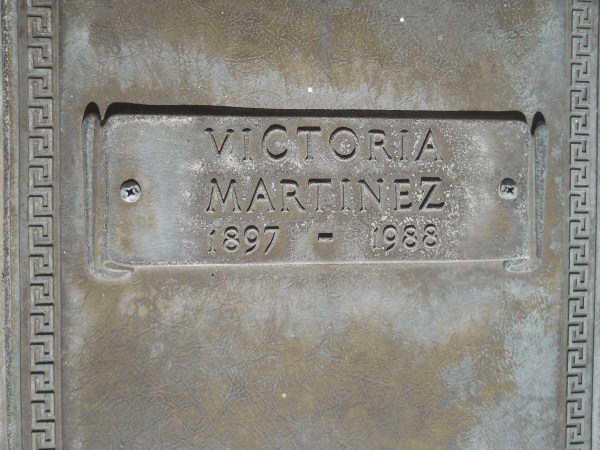 VICTORIA
MARTINEZ
1897 - 1988